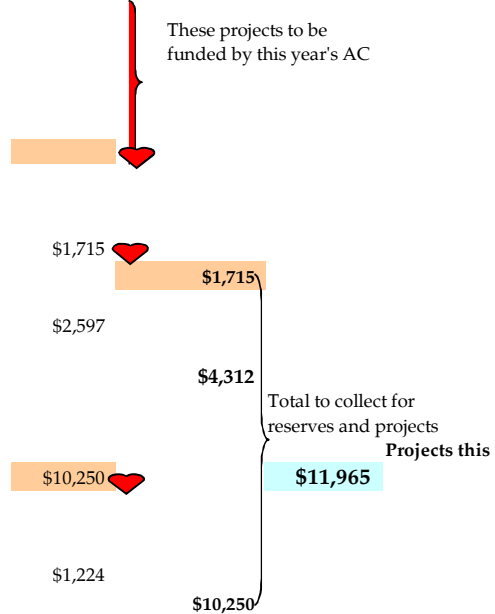 These projects to be
funded by this year's AC
$1,715
$1,715
$2,597
$4,312
Total to collect for
reserves and projects
Projects this
$10,250
$11,965
$1,224
$10,250